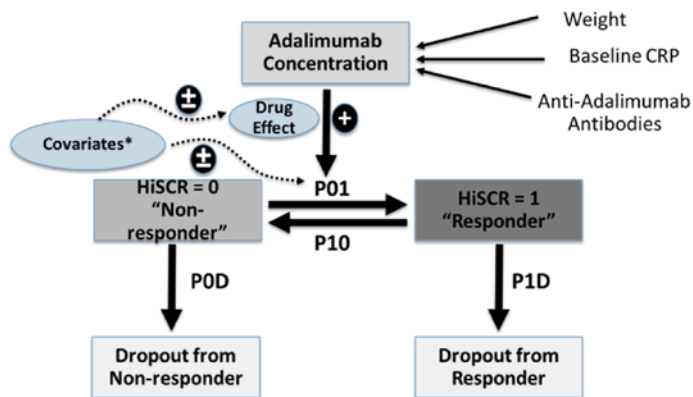 Adalimumab
Concentration
Weight
Baseline CRP
Anti-Adalimumab
Antibodies
±
Drug
Effect
+
Covariates*
±
P01
HiSCR = 0
“Non-
responder”
HiSCR = 1
“Responder”
P10
P0D
P1D
Dropout from
Non-responder
Dropout from
Responder